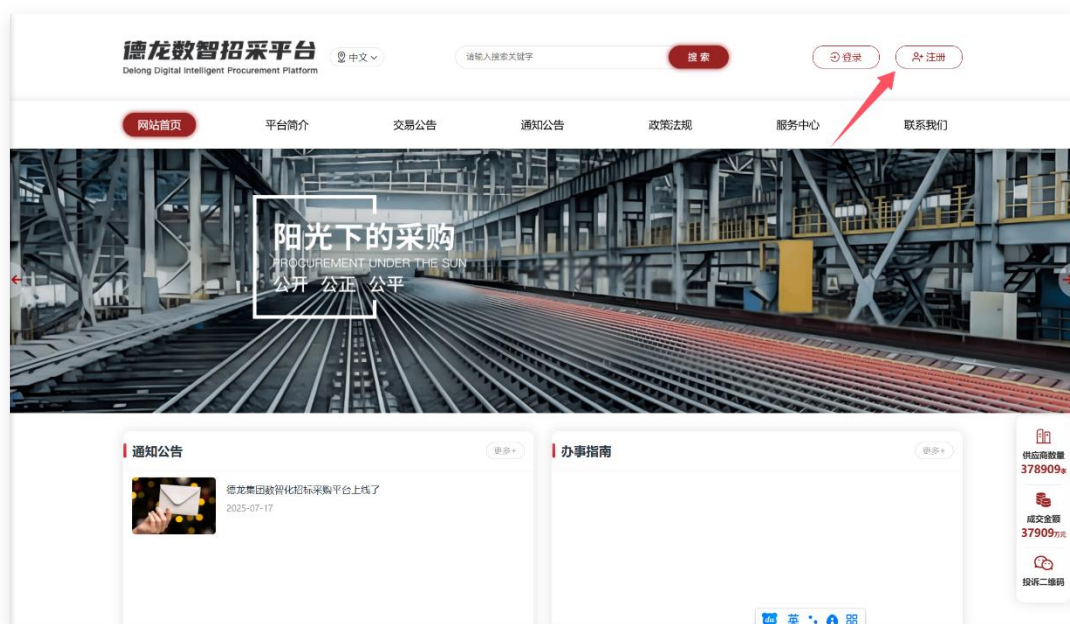 德龙数智招采平台
Delong Digital Intelligent Procurement Platform
中文
请输入搜索关键字
搜 索
登录
注册
网站首页
平台简介
交易公告
通知公告
政策法规
服务中心
联系我们
阳光下的采购
PROCUREMENT UNDER THE SUN
公开 公正 公平
通知公告
更多+
德龙集团数智化招标采购平台上线了
2025-07-17
办事指南
更多+
供应商数量
378909家
成交金额
37909万元
投诉二维码
du 英